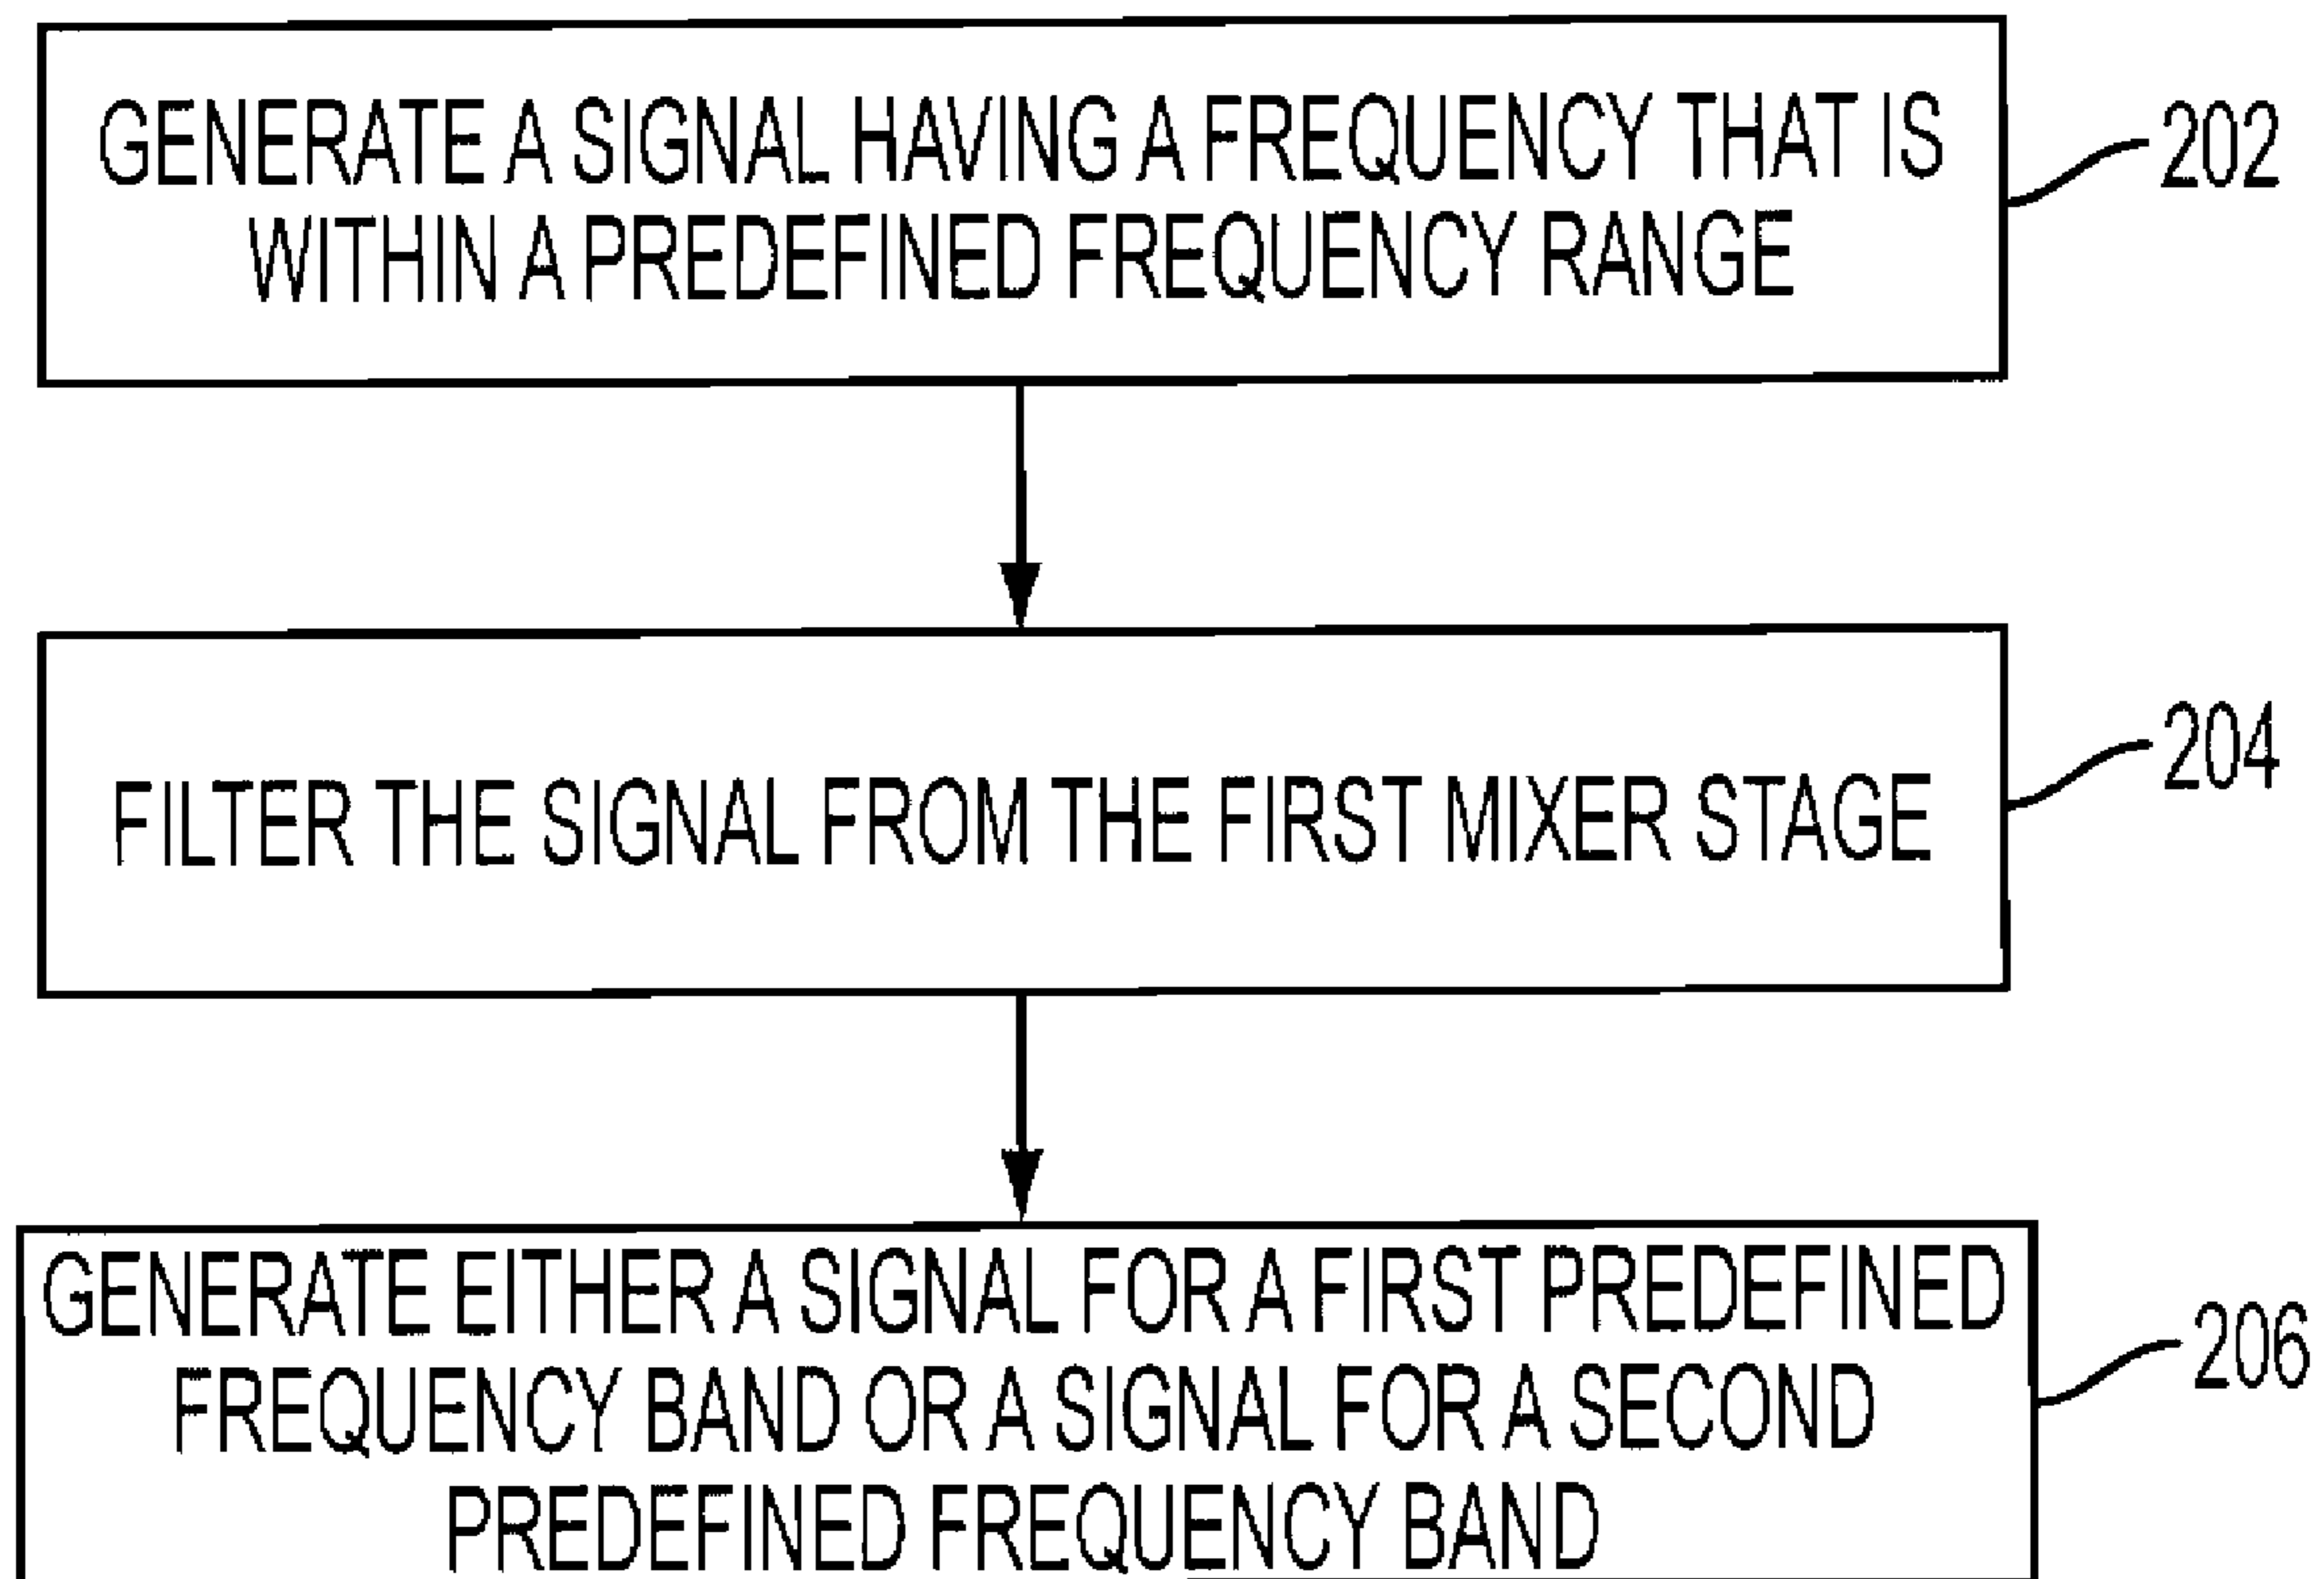 GENERATE A SIGNAL HAVING A FREQUENCY THAT IS
WITHIN A PREDEFINED FREQUENCY RANGE
202
FILTER THE SIGNAL FROM THE FIRST MIXER STAGE
204
GENERATE EITHER A SIGNAL FOR A FIRST PREDEFINED
FREQUENCY BAND OR A SIGNAL FOR A SECOND
PREDEFINED FREQUENCY BAND
206